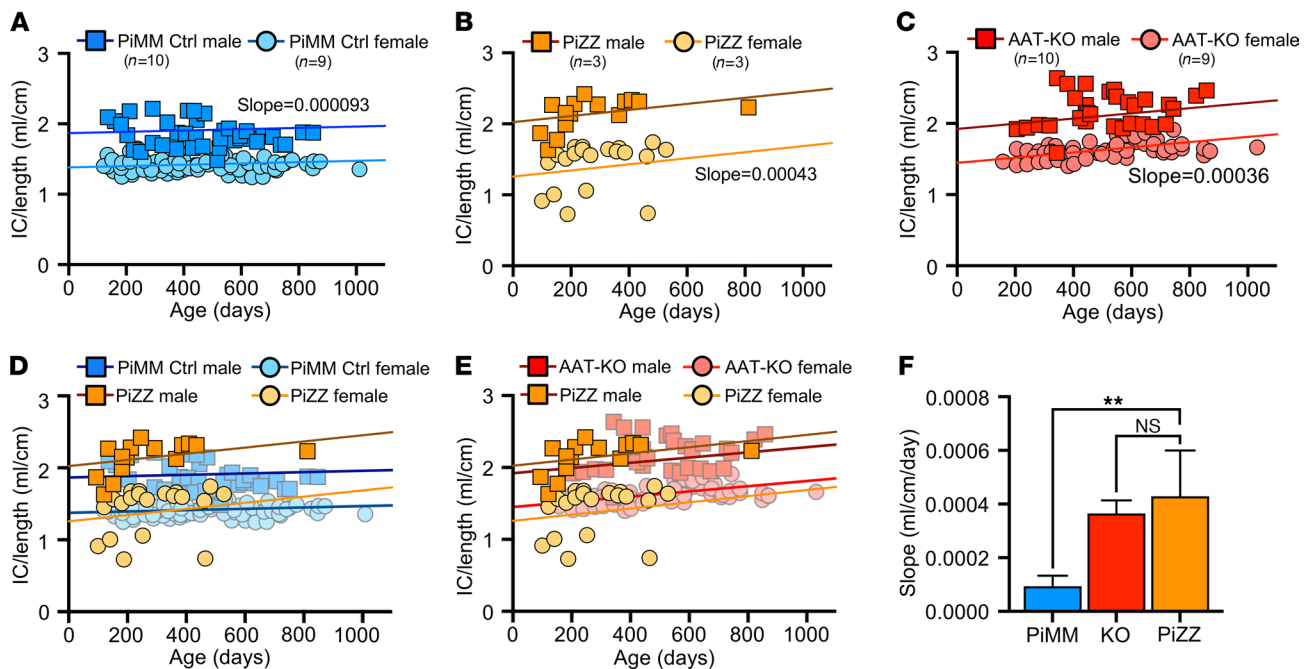 A
PiMM Ctrl male
(n=10)
PiMM Ctrl female
(n=9)
IC/length (ml/cm)
3
2
1
0
Slope=0.000093
0 200 400 600 800 1000
Age (days)
B
PiZZ male
(n=3)
PiZZ female
(n=3)
IC/length (ml/cm)
3
2
1
0
Slope=0.00043
0 200 400 600 800 1000
Age (days)
C
AAT-KO male
(n=10)
AAT-KO female
(n=9)
IC/length (ml/cm)
3
2
1
0
Slope=0.00036
0 200 400 600 800 1000
Age (days)
D
PiMM Ctrl male
PiMM Ctrl female
PiZZ male
PiZZ female
IC/length (ml/cm)
3
2
1
0
0 200 400 600 800 1000
Age (days)
E
AAT-KO male
AAT-KO female
PiZZ male
PiZZ female
IC/length (ml/cm)
3
2
1
0
0 200 400 600 800 1000
Age (days)
F
Slope (ml/cm/day)
0.0008
0.0006
0.0004
0.0002
0.0000
**
NS
PiMM KO PiZZ